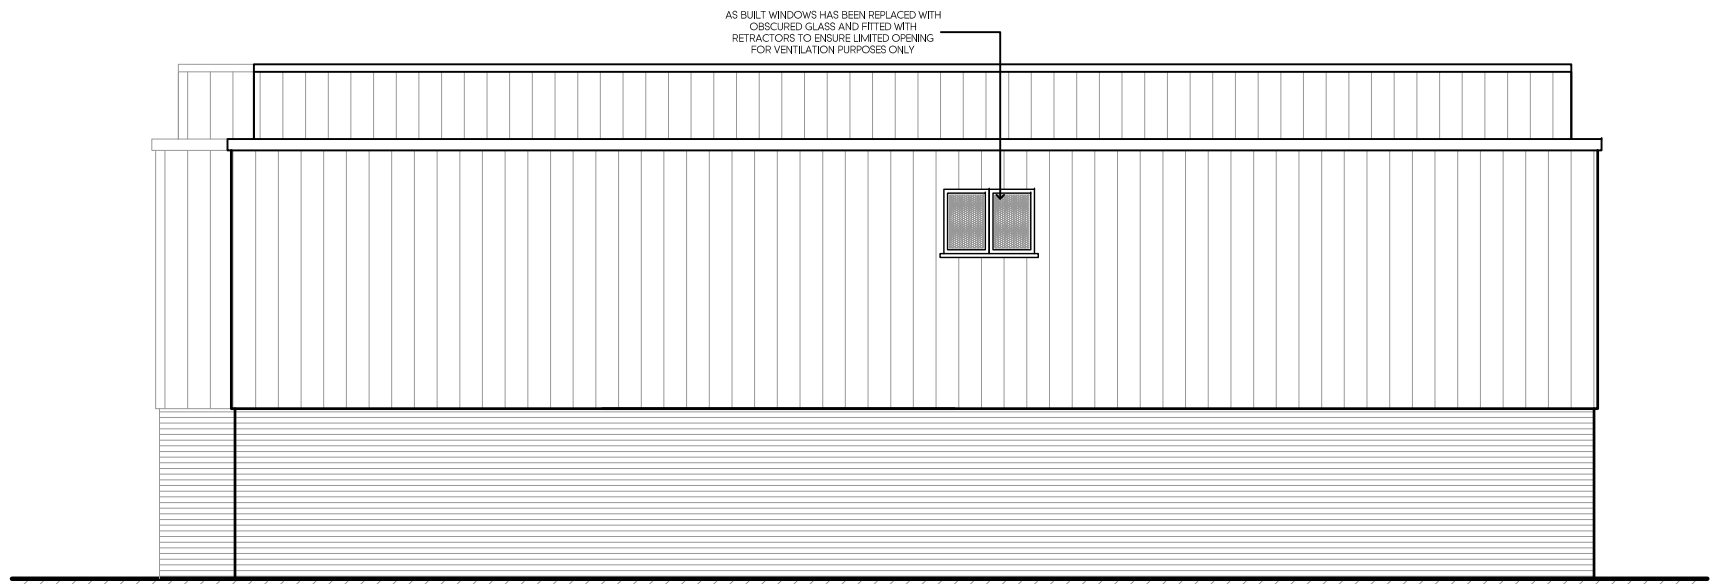 AS BUILT WINDOWS HAS BEEN REPLACED WITH
OBSCURED GLASS AND FITTED WITH
RETRACTORS TO ENSURE LIMITED OPENING
FOR VENTILATION PURPOSES ONLY